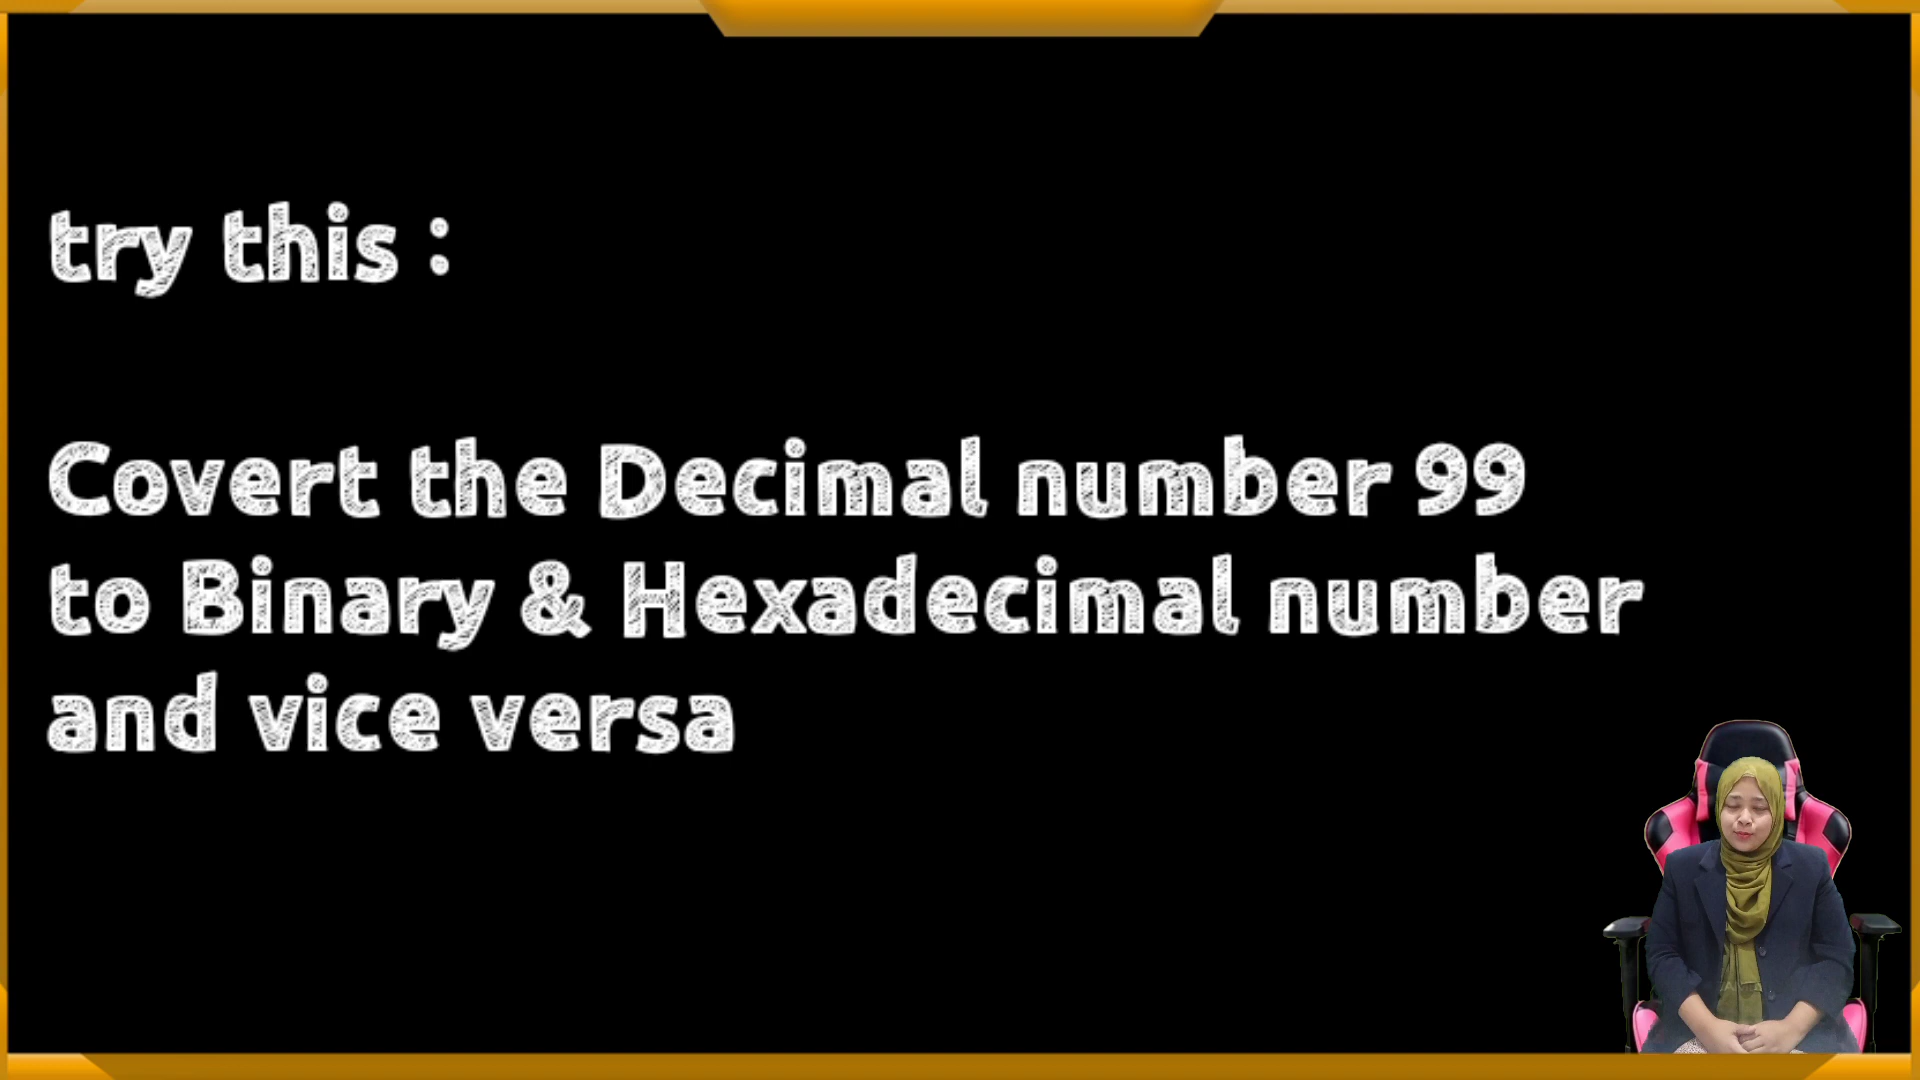 try this :
Covert the Decimal number 99
to Binary & Hexadecimal number
and vice versa